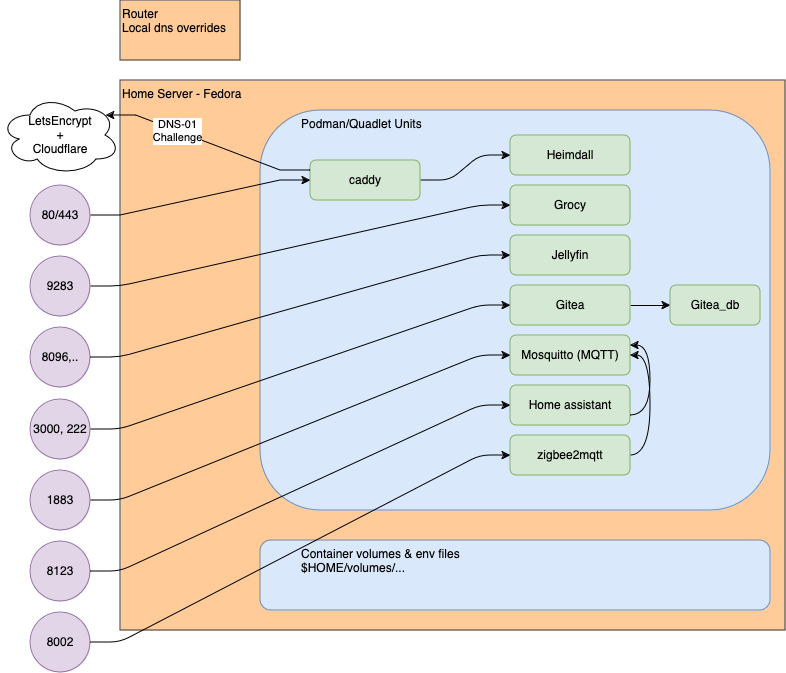 Router
Local dns overrides
Home Server - Fedora
LetsEncrypt
+
Cloudflare
DNS-01
Challenge
Podman/Quadlet Units
caddy
Heimdall
80/443
Grocy
9283
Jellyfin
8096,..
Gitea
Gitea_db
3000, 222
Mosquitto (MQTT)
1883
Home assistant
8123
zigbee2mqtt
8002
Container volumes & env files
$HOME/volumes/...